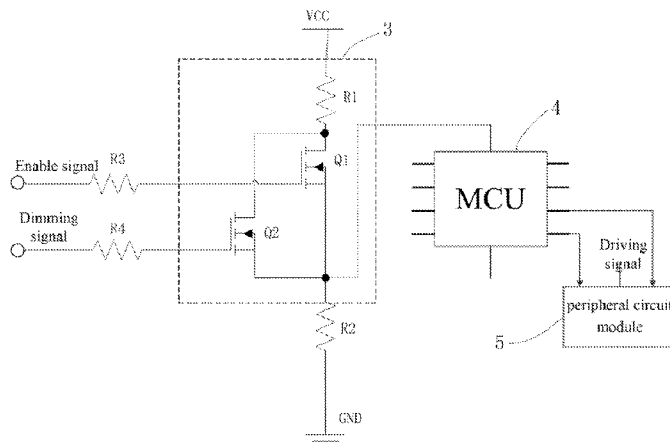 VCC
3
R1
4
Enable signal
R3
Q1
MCU
Dimming
signal
R4
Q2
Driving
signal
R2
peripheral circuit
module
5
GND